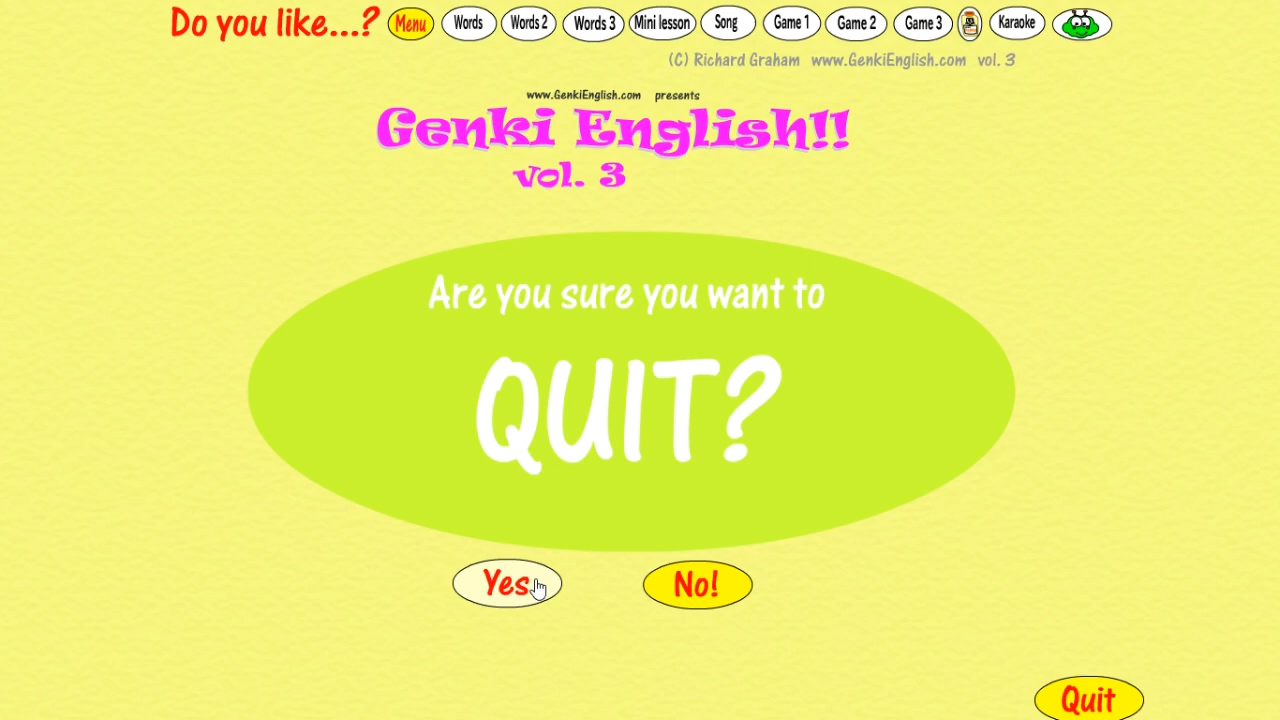 Do you like...? Menu Words Words 2 Words 3 Mini lesson Song Game 1 Game 2 Game 3 Karaoke
(C) Richard Graham www.GenkiEnglish.com vol. 3
www.GenkiEnglish.com presents
Genki English!!
vol. 3
Are you sure you want to
QUIT?
Yes No!
Quit